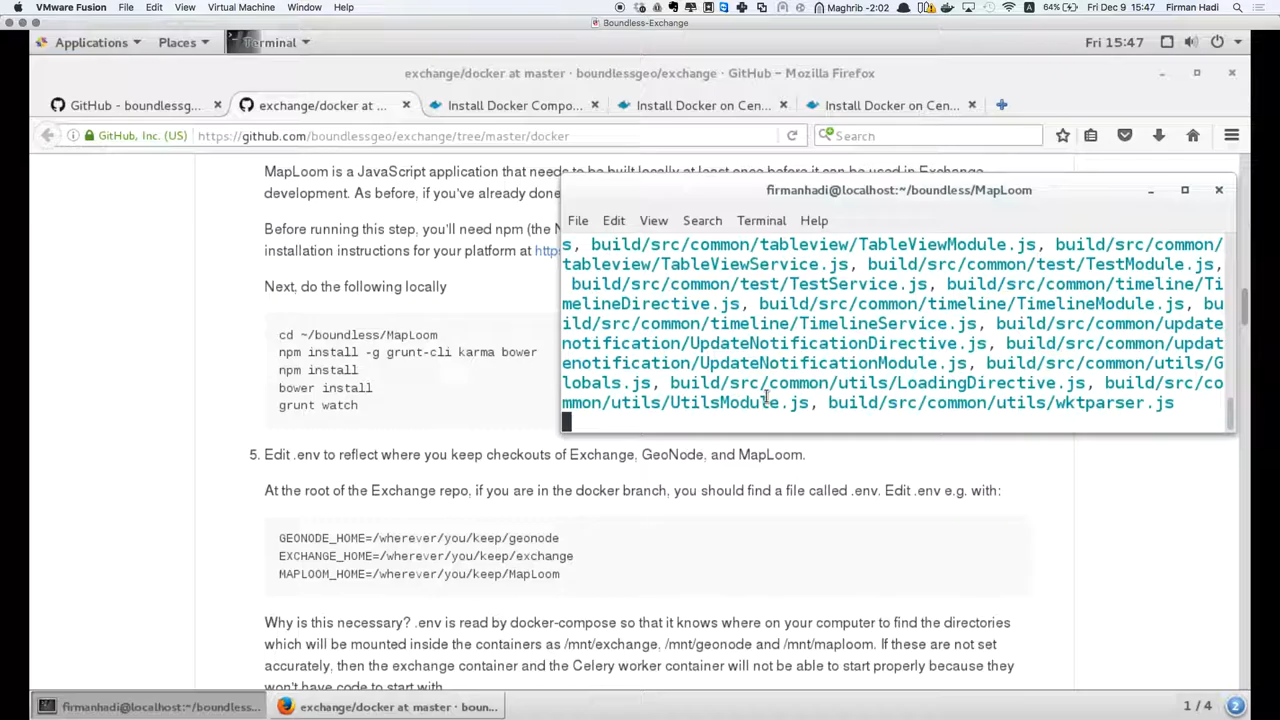 VMware Fusion File Edit View Virtual Machine Window Help Maghrib -2:02 64% Fri Dec 9 15:47 Firman Hadi
Boundless-Exchange
Applications Places Terminal Fri 15:47
exchange/docker at master · boundlessgeo/exchange · GitHub – Mozilla Firefox
GitHub - boundlessg... exchange/docker at ... Install Docker Compo... Install Docker on Cen... Install Docker on Cen...
GitHub, Inc. (US) https://github.com/boundlessgeo/exchange/tree/master/docker Search
MapLoom is a JavaScript application that needs to be built locally at least once before it can be used in Exchange
development. As before, if you've already done
Before running this step, you'll need npm (the N
installation instructions for your platform at http
Next, do the following locally
cd ~/boundless/MapLoom
npm install -g grunt-cli karma bower
npm install
bower install
grunt watch
firmanhadi@localhost:~/boundless/MapLoom
File Edit View Search Terminal Help
s, build/src/common/tableview/TableViewModule.js, build/src/common/
tableview/TableViewService.js, build/src/common/test/TestModule.js,
build/src/common/test/TestService.js, build/src/common/timeline/Ti
melineDirective.js, build/src/common/timeline/TimelineModule.js, bu
ild/src/common/timeline/TimelineService.js, build/src/common/update
notification/UpdateNotificationDirective.js, build/src/common/updat
enotification/UpdateNotificationModule.js, build/src/common/utils/G
lobals.js, build/src/common/utils/LoadingDirective.js, build/src/co
mmon/utils/UtilsModule.js, build/src/common/utils/wktparser.js
5. Edit .env to reflect where you keep checkouts of Exchange, GeoNode, and MapLoom.
At the root of the Exchange repo, if you are in the docker branch, you should find a file called .env. Edit .env e.g. with:
GEONODE_HOME=/wherever/you/keep/geonode
EXCHANGE_HOME=/wherever/you/keep/exchange
MAPLOOM_HOME=/wherever/you/keep/MapLoom
Why is this necessary? .env is read by docker-compose so that it knows where on your computer to find the directories
which will be mounted inside the containers as /mnt/exchange, /mnt/geonode and /mnt/maploom. If these are not set
accurately, then the exchange container and the Celery worker container will not be able to start properly because they
won't have code to start with
firmanhadi@localhost:~/boundless... exchange/docker at master · boun... 1 / 4 2